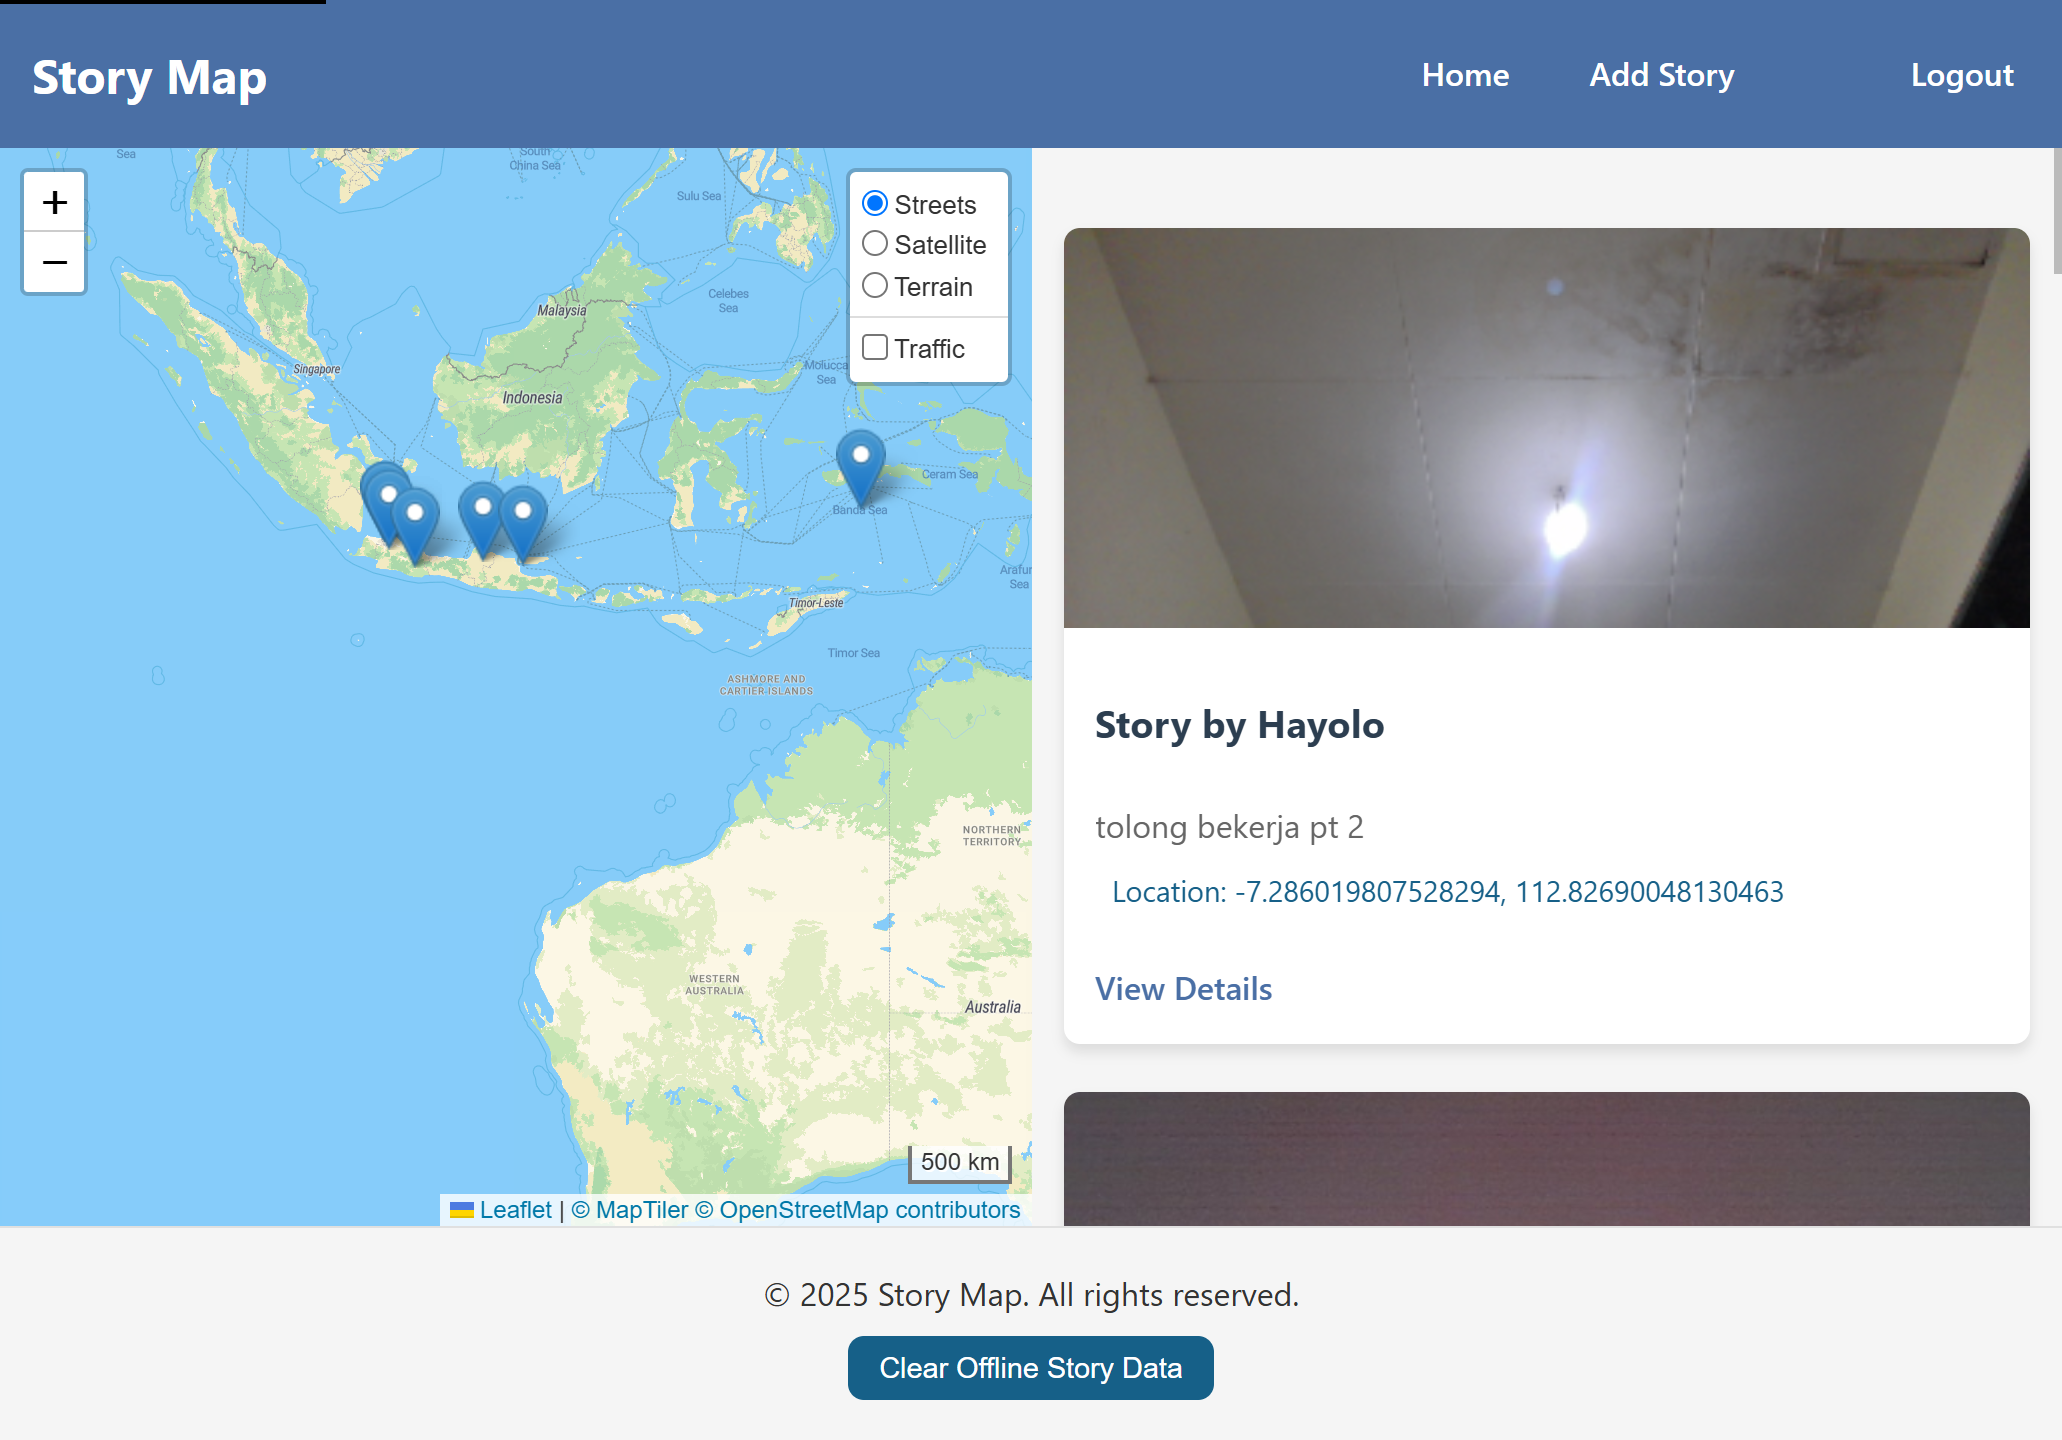 Story Map
Home
Add Story
Logout
+
−
Streets
Satellite
Terrain
Traffic
Sea
South
China Sea
Sulu Sea
Celebes
Sea
Malaysia
Singapore
Indonesia
Molucca
Sea
Ceram Sea
Banda Sea
Arafur
Sea
Timor-Leste
Timor Sea
ASHMORE AND
CARTIER ISLANDS
NORTHERN
TERRITORY
WESTERN
AUSTRALIA
Australia
500 km
Leaflet | © MapTiler © OpenStreetMap contributors
Story by Hayolo
tolong bekerja pt 2
Location: -7.286019807528294, 112.82690048130463
View Details
© 2025 Story Map. All rights reserved.
Clear Offline Story Data